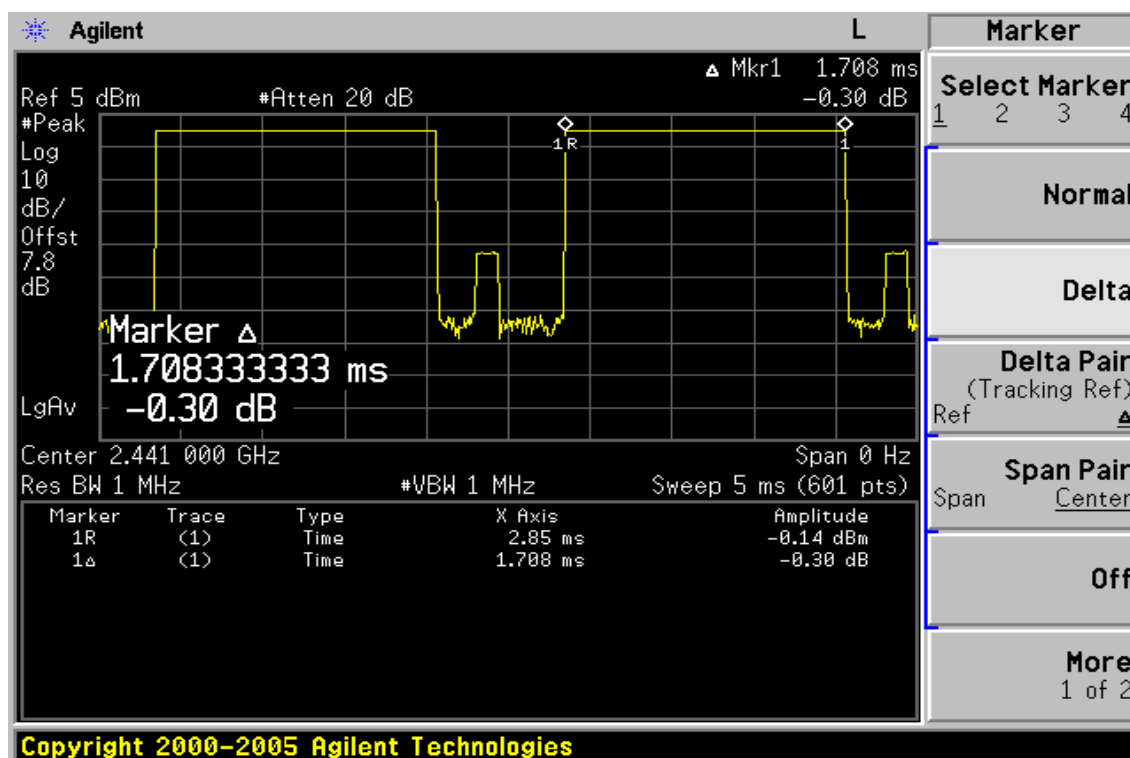 Agilent L
Marker
▵ Mkr1 1.708 ms
Ref 5 dBm #Atten 20 dB -0.30 dB
#Peak
Log
10
dB/
Offst
7.8
dB
1R
1
Marker ▵
1.708333333 ms
-0.30 dB
LgAv
Center 2.441 000 GHz Span 0 Hz
Res BW 1 MHz #VBW 1 MHz Sweep 5 ms (601 pts)
Marker Trace Type X Axis Amplitude
1R (1) Time 2.85 ms -0.14 dBm
1▵ (1) Time 1.708 ms -0.30 dB
Select Marker
1 2 3 4
Normal
Delta
Delta Pair
(Tracking Ref)
Ref ▵
Span Pair
Span Center
Off
More
1 of 2
Copyright 2000-2005 Agilent Technologies